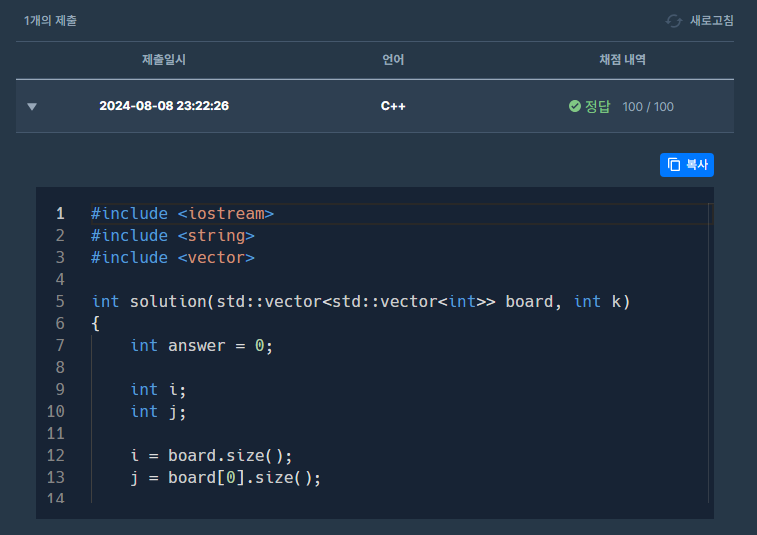 1개의 제출
새로고침
제출일시 언어 채점 내역
2024-08-08 23:22:26 C++ 정답 100 / 100
복사
1 #include <iostream>
2 #include <string>
3 #include <vector>
4
5 int solution(std::vector<std::vector<int>> board, int k)
6 {
7 int answer = 0;
8
9 int i;
10 int j;
11
12 i = board.size();
13 j = board[0].size();
14